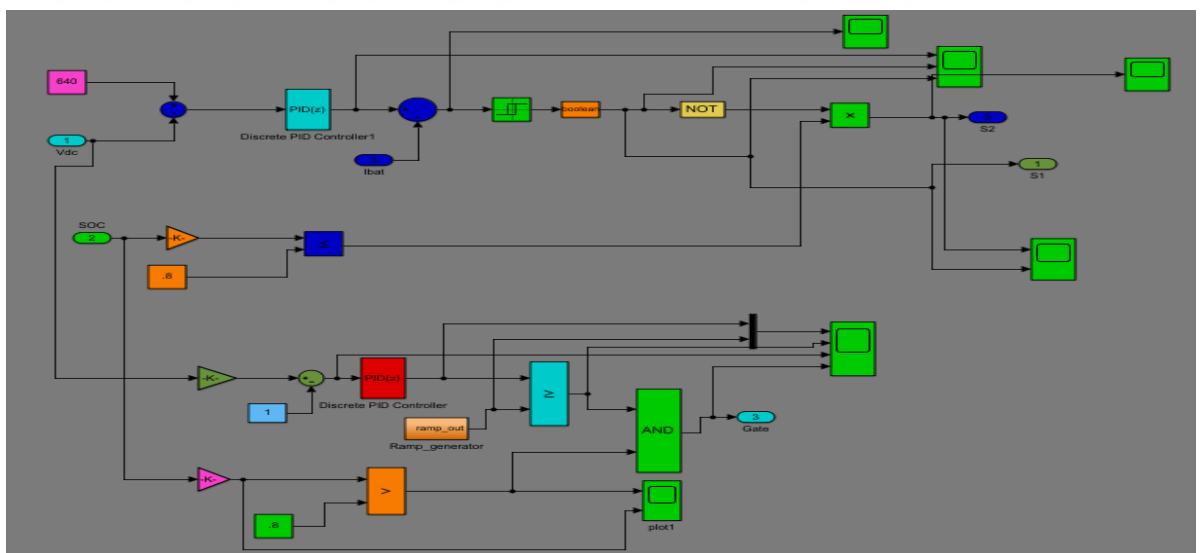 640
PID(z)
Discrete PID Controller1
boolean
NOT
×
1
Vdc
Ibat
2
S2
1
S1
SOC
2
-K-
≤
.8
-K-
PID(z)
Discrete PID Controller
1
ramp_out
Ramp_generator
≥
AND
3
Gate
-K-
>
.8
plot1